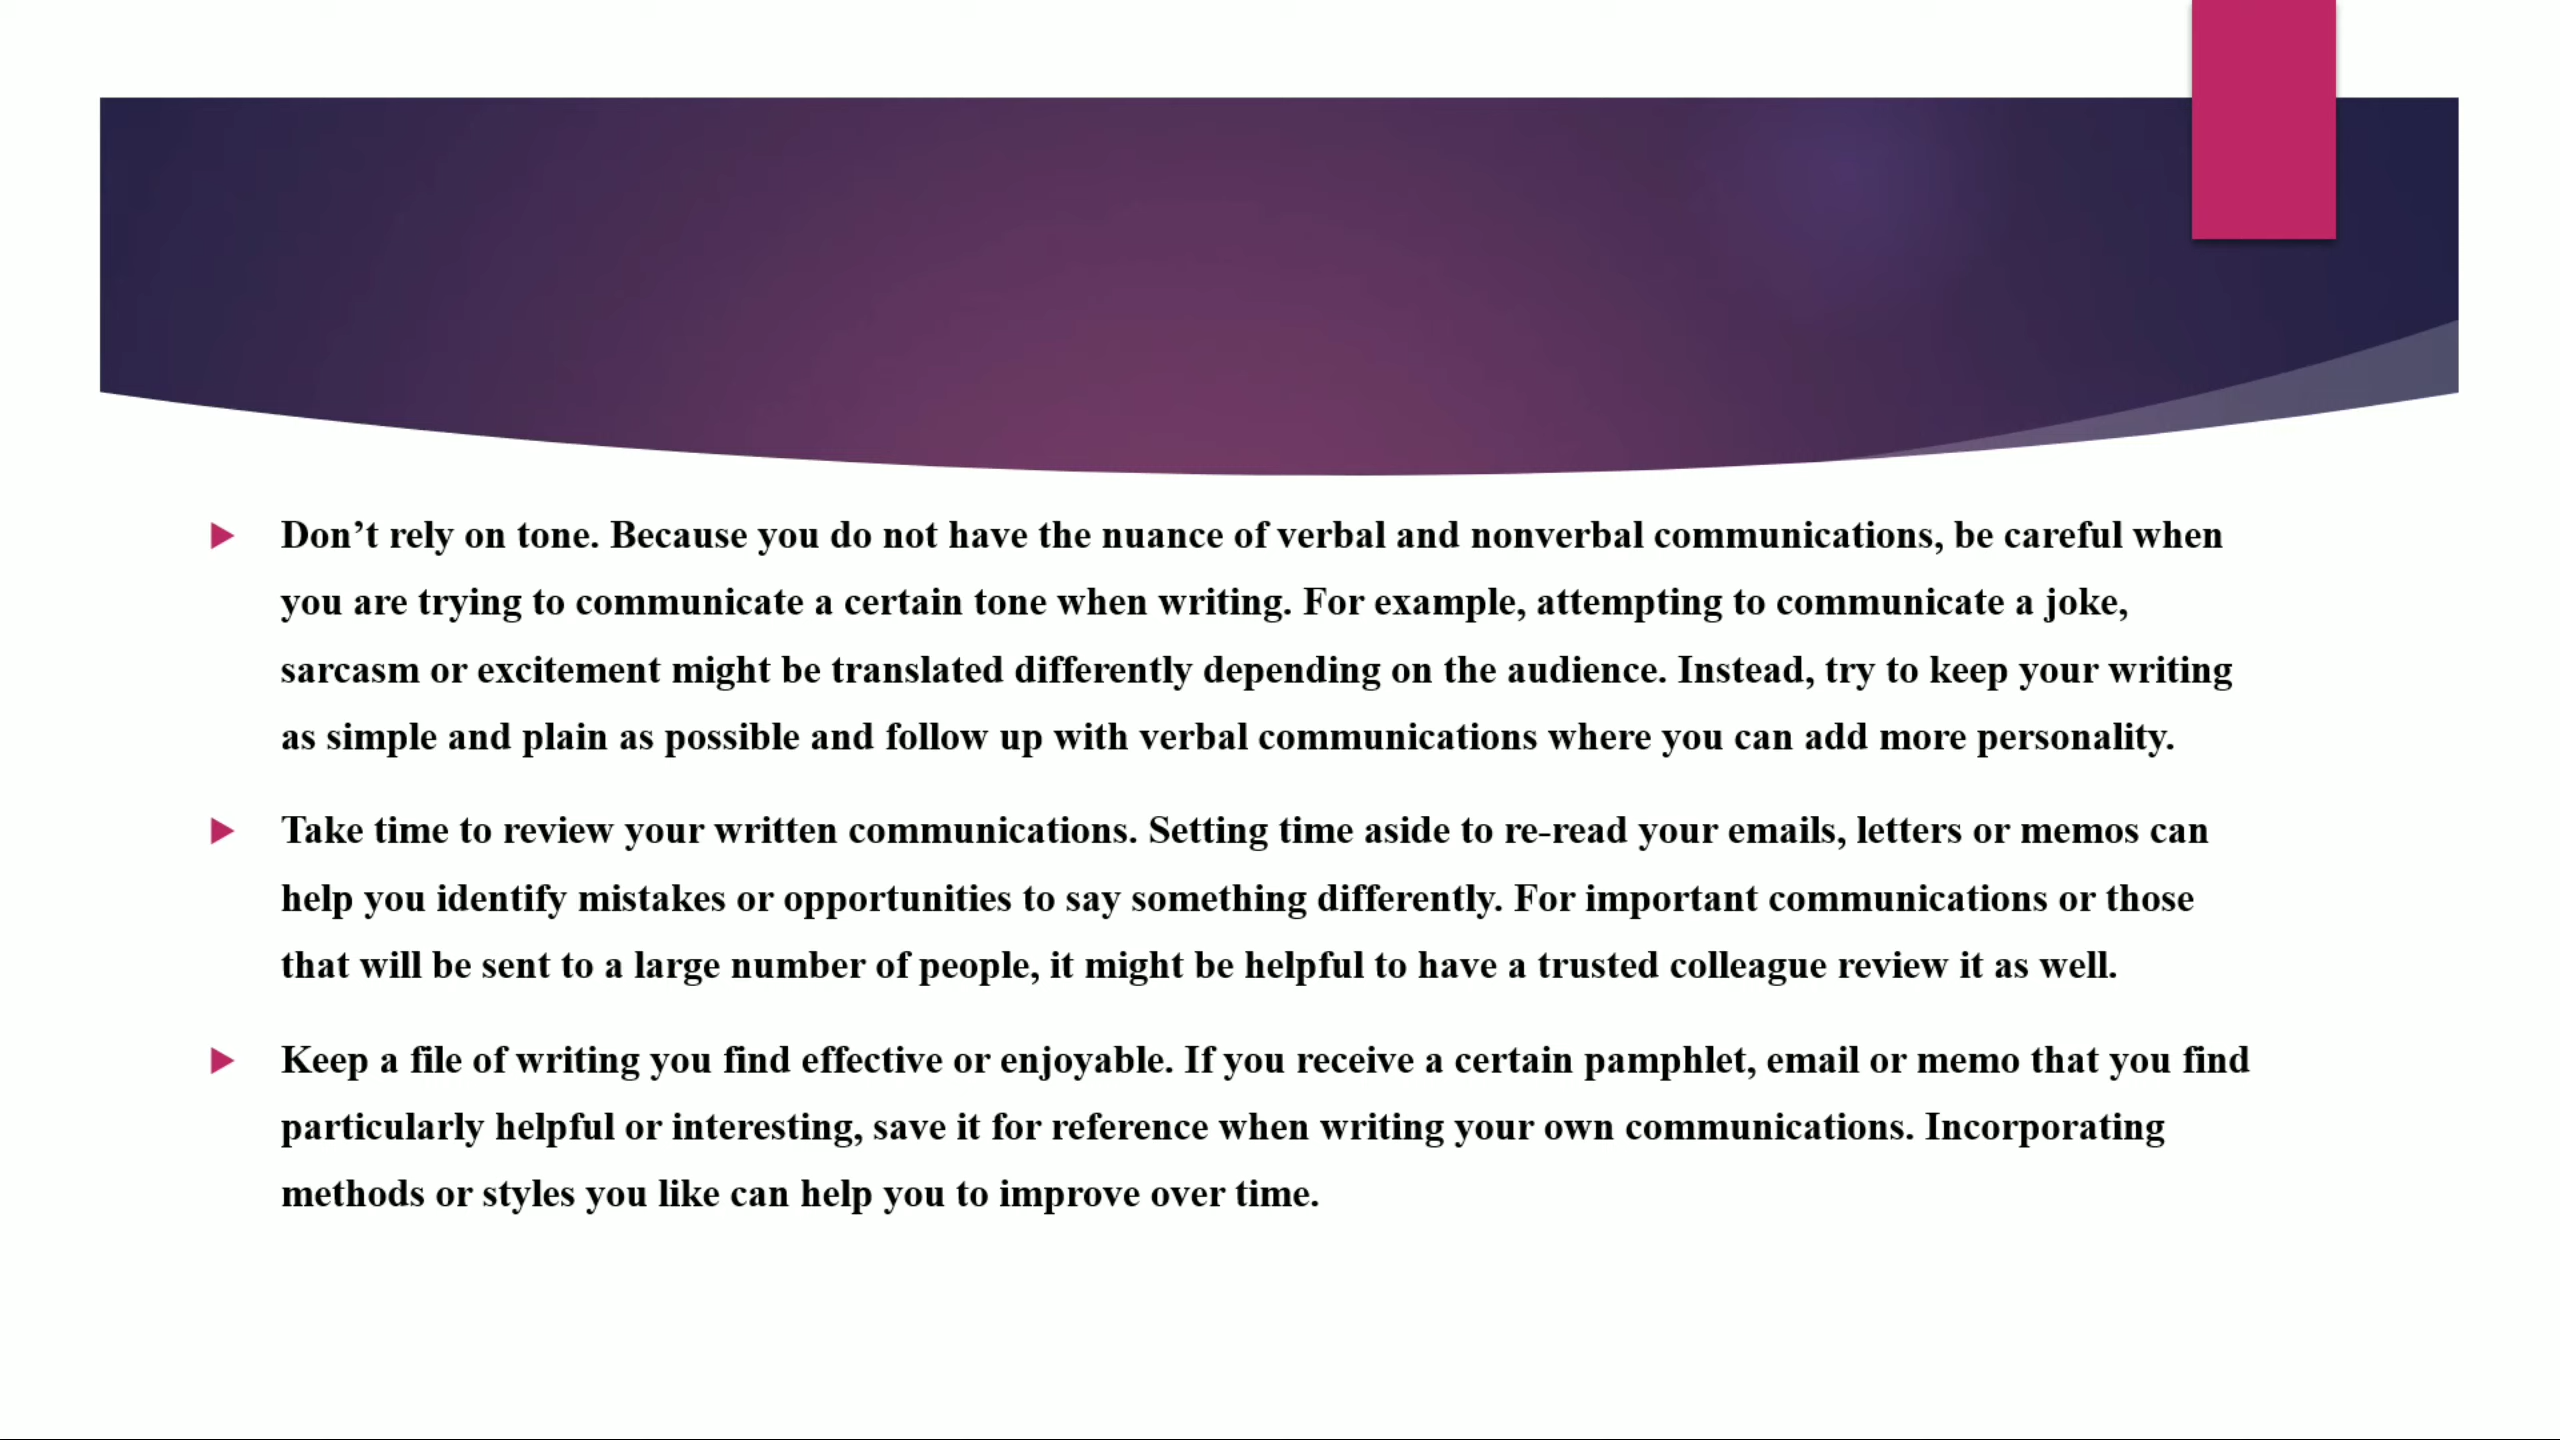 Don’t rely on tone. Because you do not have the nuance of verbal and nonverbal communications, be careful when
you are trying to communicate a certain tone when writing. For example, attempting to communicate a joke,
sarcasm or excitement might be translated differently depending on the audience. Instead, try to keep your writing
as simple and plain as possible and follow up with verbal communications where you can add more personality.
Take time to review your written communications. Setting time aside to re-read your emails, letters or memos can
help you identify mistakes or opportunities to say something differently. For important communications or those
that will be sent to a large number of people, it might be helpful to have a trusted colleague review it as well.
Keep a file of writing you find effective or enjoyable. If you receive a certain pamphlet, email or memo that you find
particularly helpful or interesting, save it for reference when writing your own communications. Incorporating
methods or styles you like can help you to improve over time.